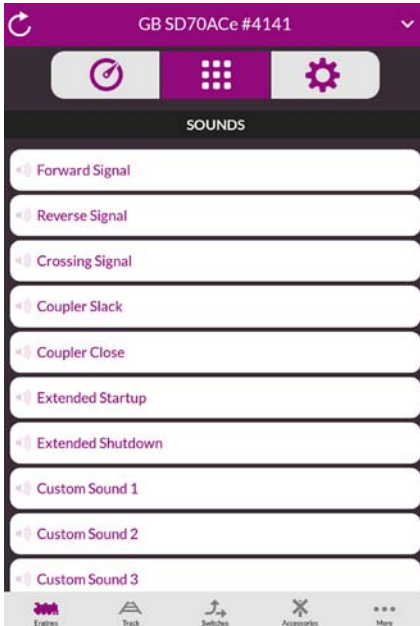 GB SD70ACe #4141
SOUNDS
Forward Signal
Reverse Signal
Crossing Signal
Coupler Slack
Coupler Close
Extended Startup
Extended Shutdown
Custom Sound 1
Custom Sound 2
Custom Sound 3
Engines Track Switches Accessories More